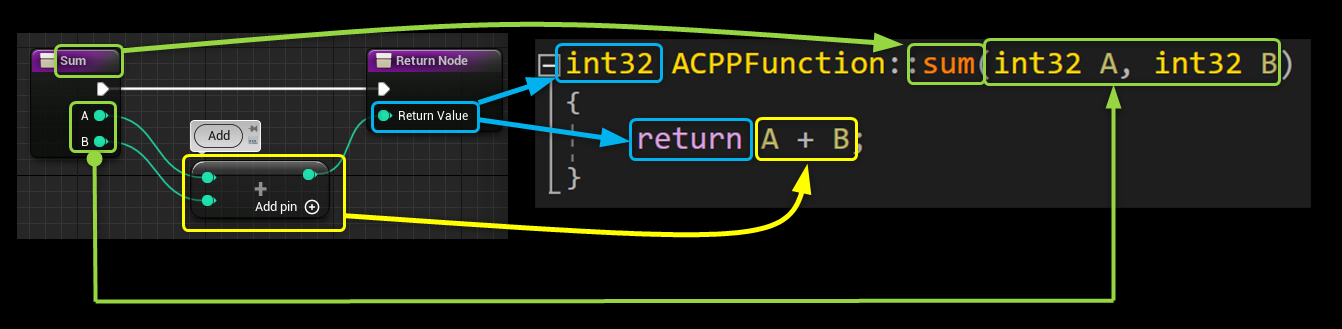 Sum
Return Node
A
Return Value
B
Add
+
Add pin
int32 ACPPFunction::sum(int32 A, int32 B)
{
return A + B;
}